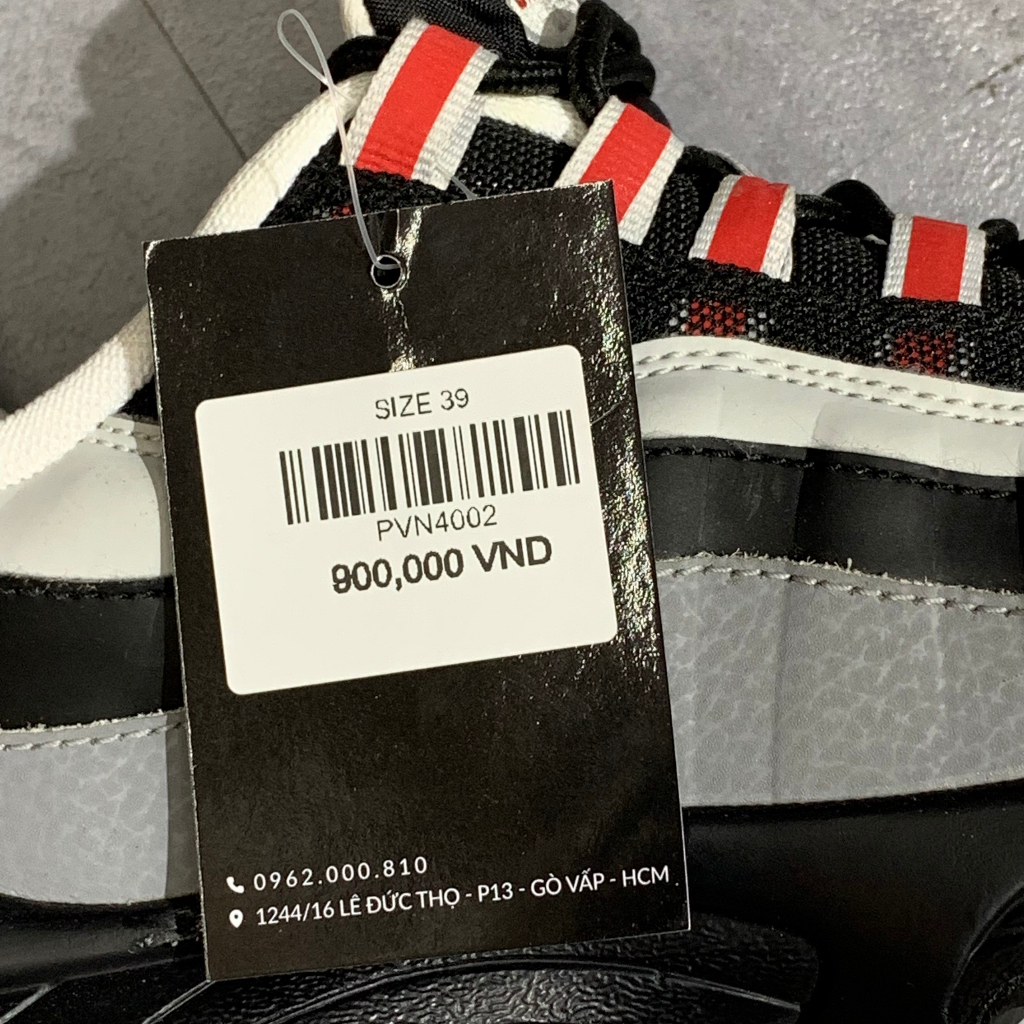 SIZE 39
PVN4002
900,000 VND
0962.000.810
1244/16 LÊ ĐỨC THỌ - P13 - GÒ VẤP - HCM .